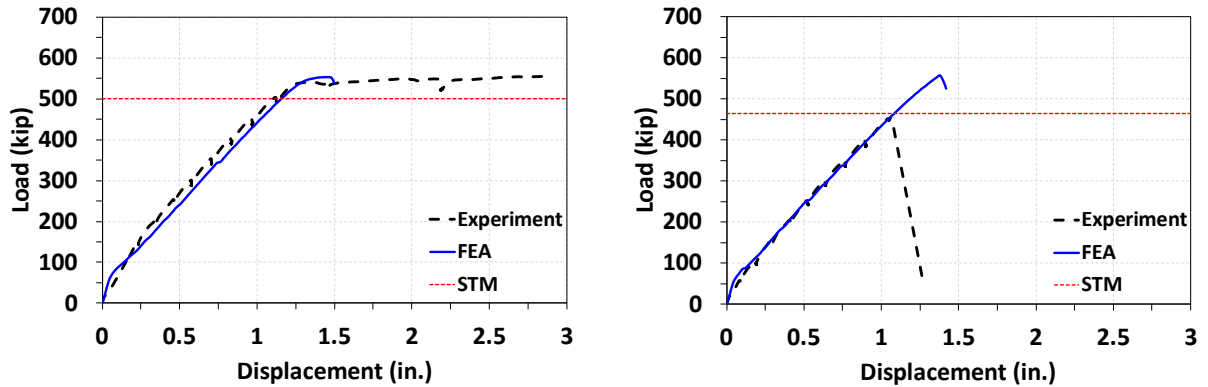 700
600
500
400
300
200
100
0
Load (kip)
Experiment
FEA
STM
0 0.5 1 1.5 2 2.5 3
Displacement (in.)
700
600
500
400
300
200
100
0
Load (kip)
Experiment
FEA
STM
0 0.5 1 1.5 2 2.5 3
Displacement (in.)